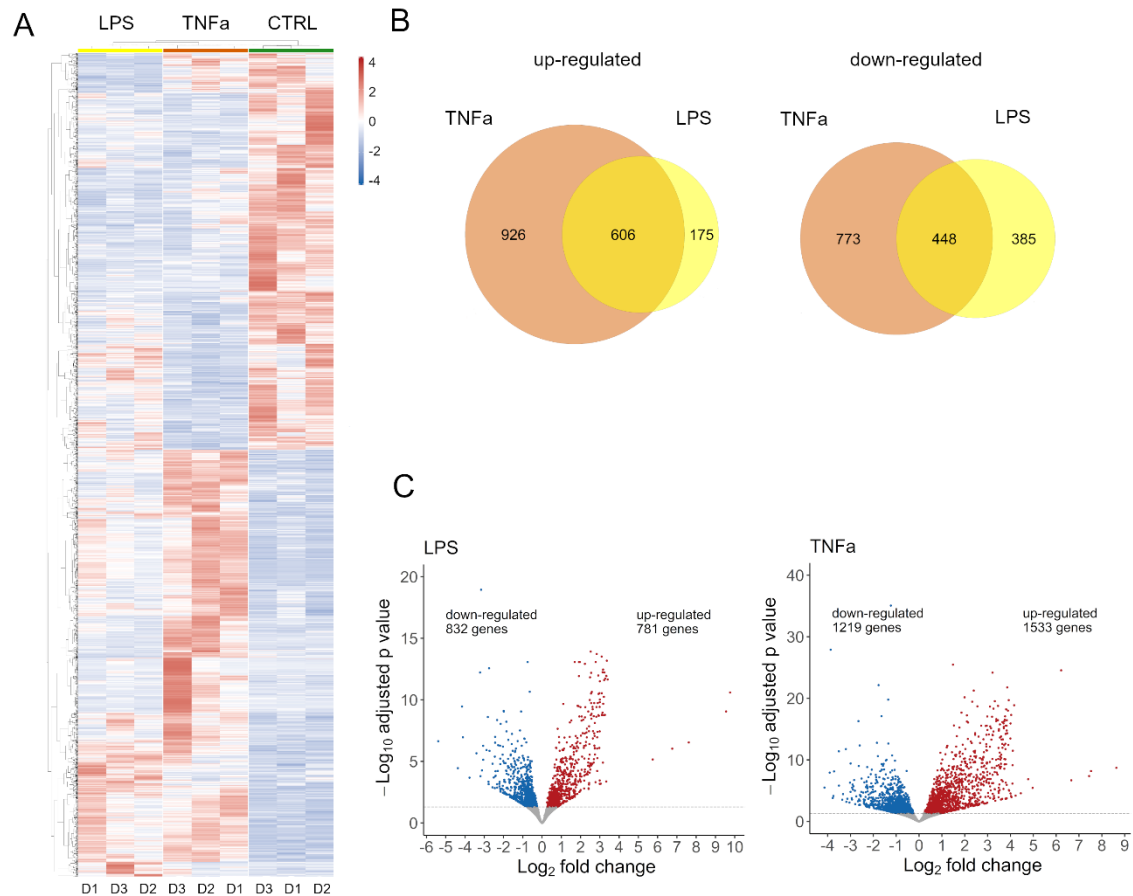 A
LPS TNFa CTRL
4
2
0
-2
-4
D1 D3 D2 D3 D2 D1 D3 D1 D2
B
up-regulated
down-regulated
TNFa
LPS
926
606
175
TNFa
LPS
773
448
385
C
LPS
20
15
10
5
0
−Log10 adjusted p value
down-regulated
832 genes
up-regulated
781 genes
-6 -5 -4 -3 -2 -1 0 1 2 3 4 5 6 7 8 9 10
Log2 fold change
TNFa
40
30
20
10
0
−Log10 adjusted p value
down-regulated
1219 genes
up-regulated
1533 genes
-4 -3 -2 -1 0 1 2 3 4 5 6 7 8 9
Log2 fold change